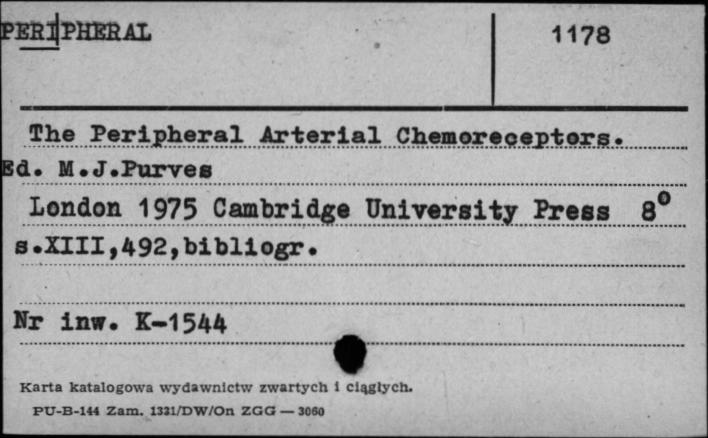 PERIPHERAL
1178
The Peripheral Arterial Chemoreceptors.
Ed. M.J.Purves
London 1975 Cambridge University Press 8°
s.XIII,492,bibliogr.
Nr inw. K-1544
Karta katalogowa wydawnictw zwartych i ciągłych.
PU-B-144 Zam. 1331/DW/On ZGG — 3060